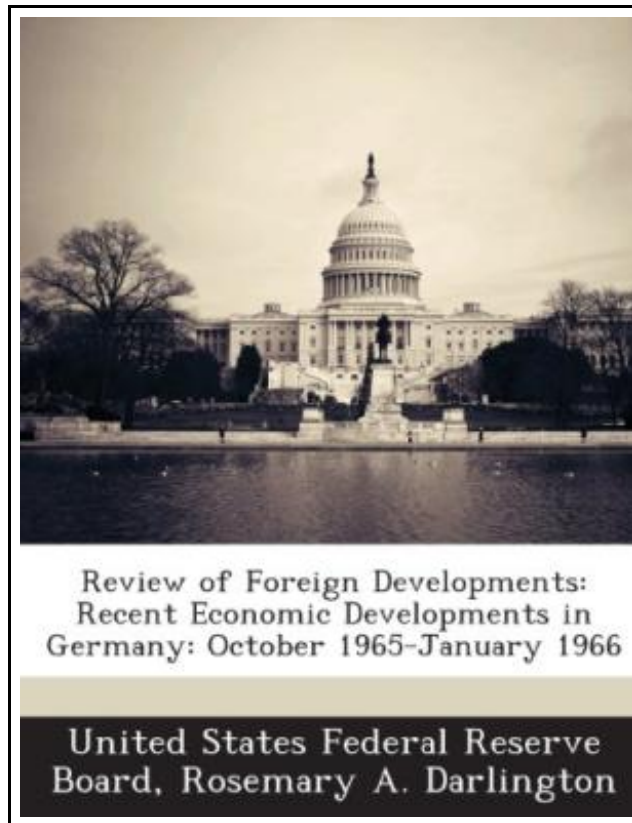 Review of Foreign Developments:
Recent Economic Developments in
Germany: October 1965-January 1966
United States Federal Reserve
Board, Rosemary A. Darlington